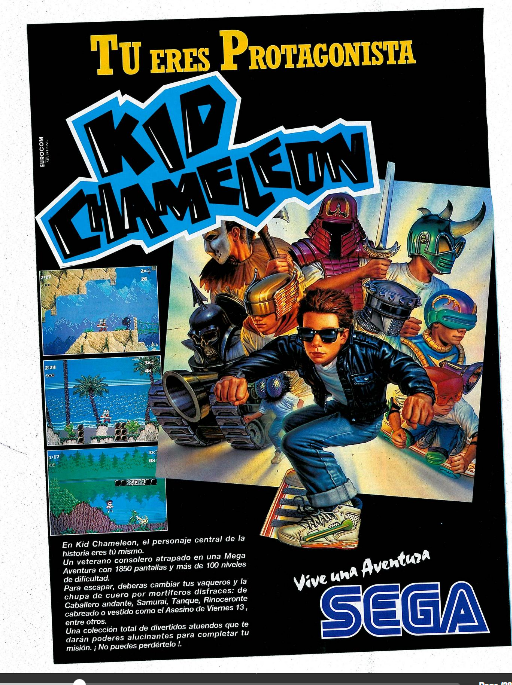 TU ERES PROTAGONISTA
KID
CHAMELEON
EUROCOM
En Kid Chameleon, el personaje central de la
historia eres tú mismo.
Un veterano consolero atrapado en una Mega
Aventura con 1850 pantallas y más de 100 niveles
de dificultad.
Para escapar, deberas cambiar tus vaqueros y la
chupa de cuero por mortiferos disfraces: de
Caballero andante, Samurai, Tanque, Rinoceronte
cabreado o vestido como el Asesino de Viernes 13,
entre otros.
Una colección total de divertidos atuendos que te
darán poderes alucinantes para completar tu
misión. ¡ No puedes perdértelo !.
Vive una Aventura
SEGA